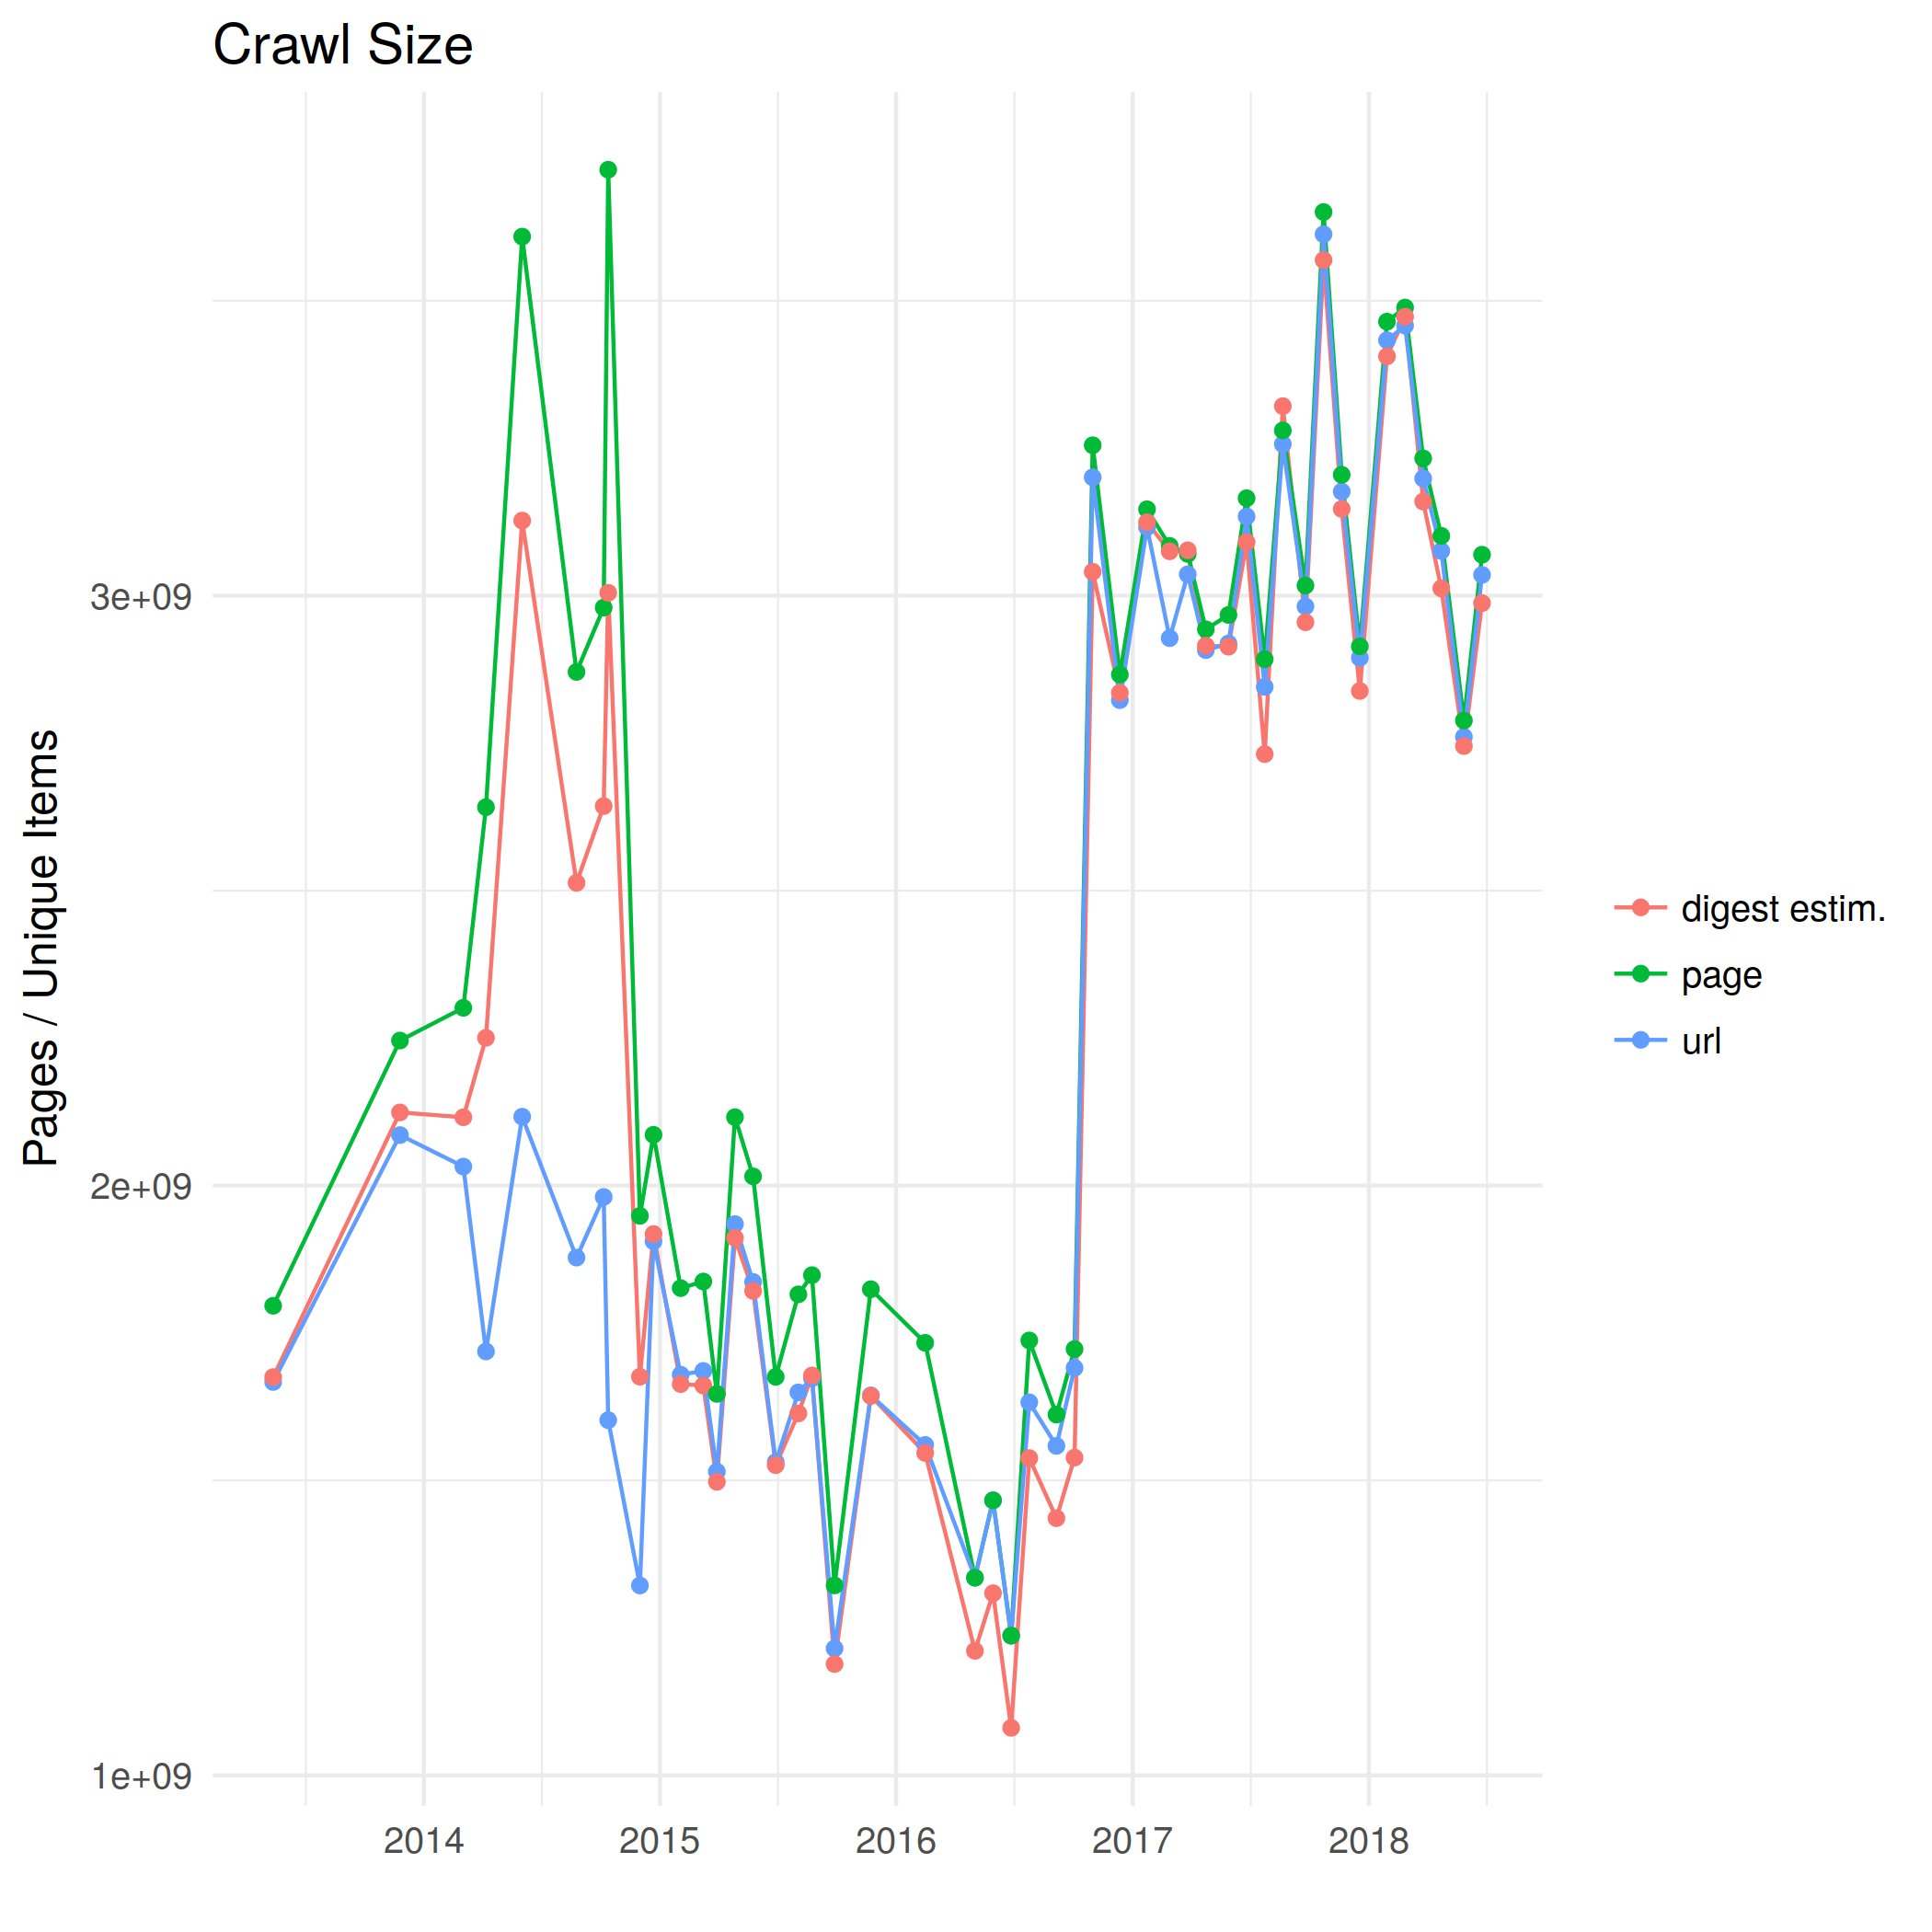 Crawl Size
Pages / Unique Items
3e+09
2e+09
1e+09
2014
2015
2016
2017
2018
digest estim.
page
url